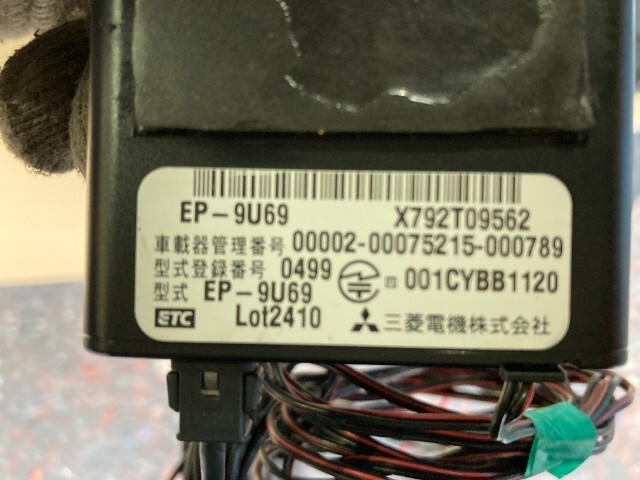 EP-9U69 X792T09562
車載器管理番号 00002-00075215-000789
型式登録番号 0499 001CYBB1120
型式 EP-9U69
ETC Lot2410 三菱電機株式会社